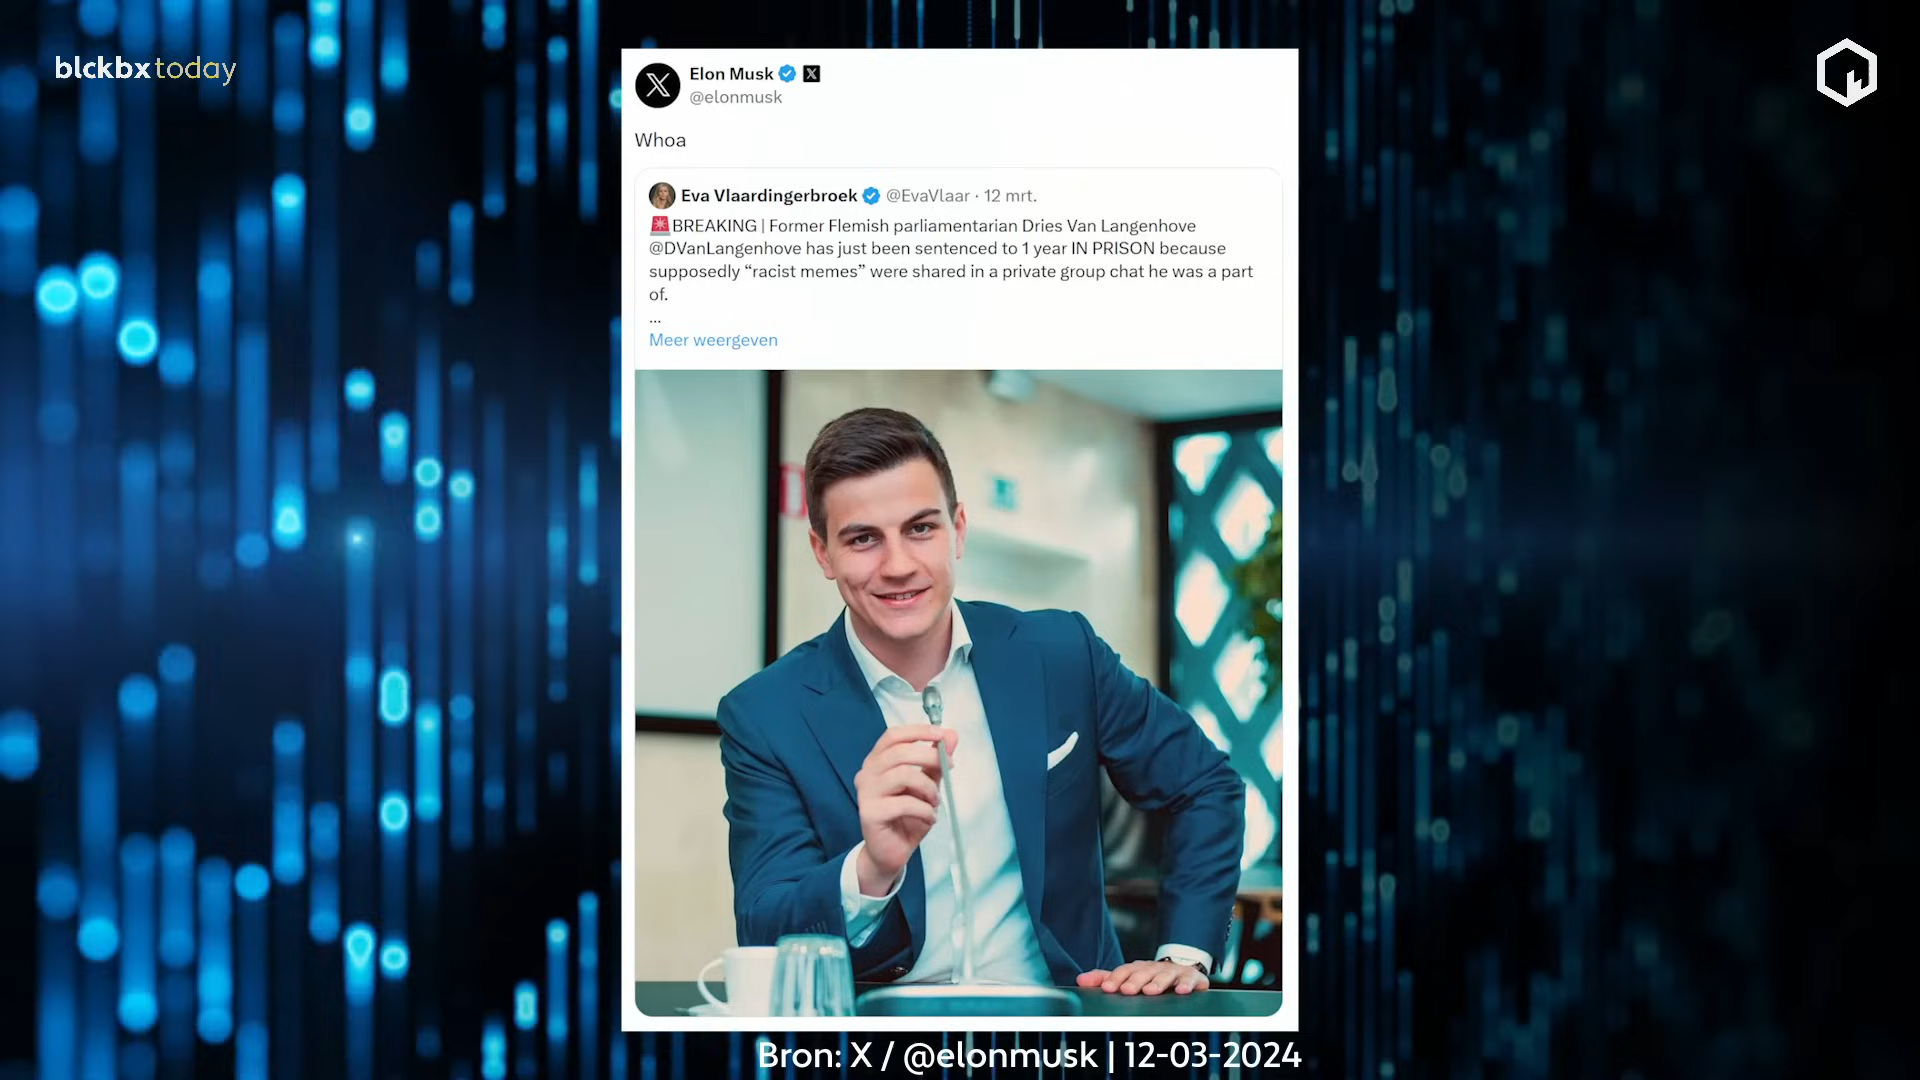 blckbxtoday
Elon Musk
@elonmusk
Whoa
Eva Vlaardingerbroek @EvaVlaar · 12 mrt.
🚨BREAKING | Former Flemish parliamentarian Dries Van Langenhove
@DVanLangenhove has just been sentenced to 1 year IN PRISON because
supposedly “racist memes” were shared in a private group chat he was a part
of.
...
Meer weergeven
Bron: X / @elonmusk | 12-03-2024